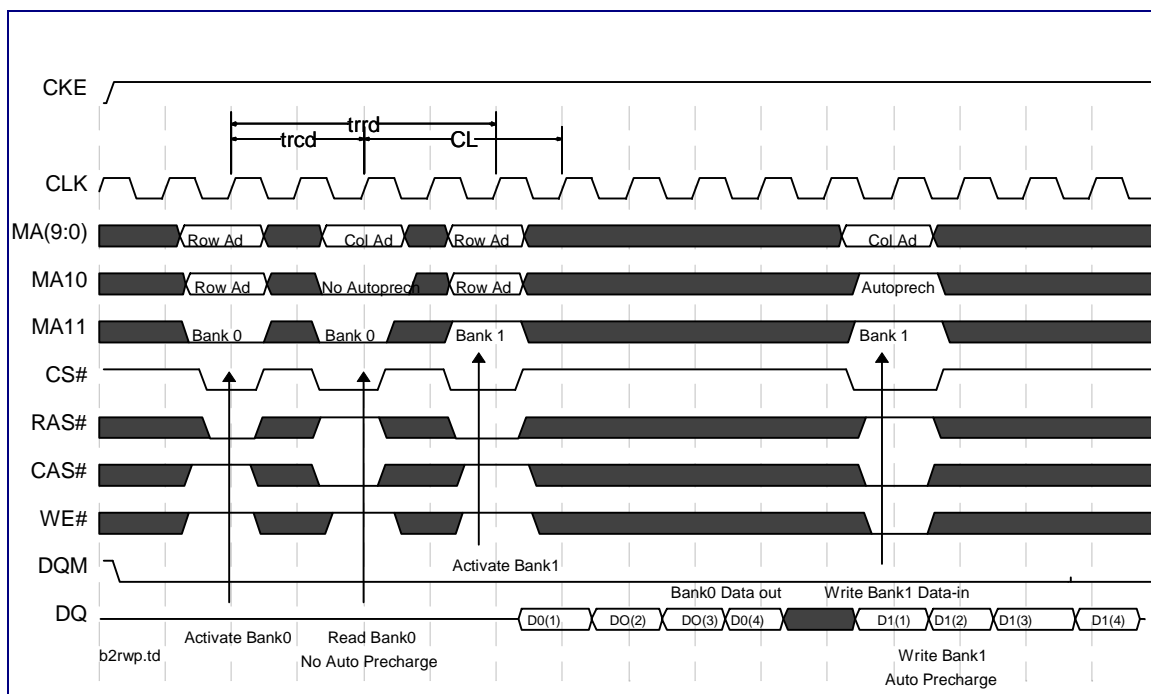 CKE
trrd
trcd CL
CLK
MA(9:0) Row Ad Col Ad Row Ad Col Ad
MA10 Row Ad No Autoprech Row Ad Autoprech
MA11 Bank 0 Bank 0 Bank 1 Bank 1
CS#
RAS#
CAS#
WE#
DQM Activate Bank1
Bank0 Data out Write Bank1 Data-in
DQ D0(1) DO(2) DO(3) D0(4) D1(1) D1(2) D1(3) D1(4)
Activate Bank0 Read Bank0
b2rwp.td No Auto Precharge Write Bank1
Auto Precharge